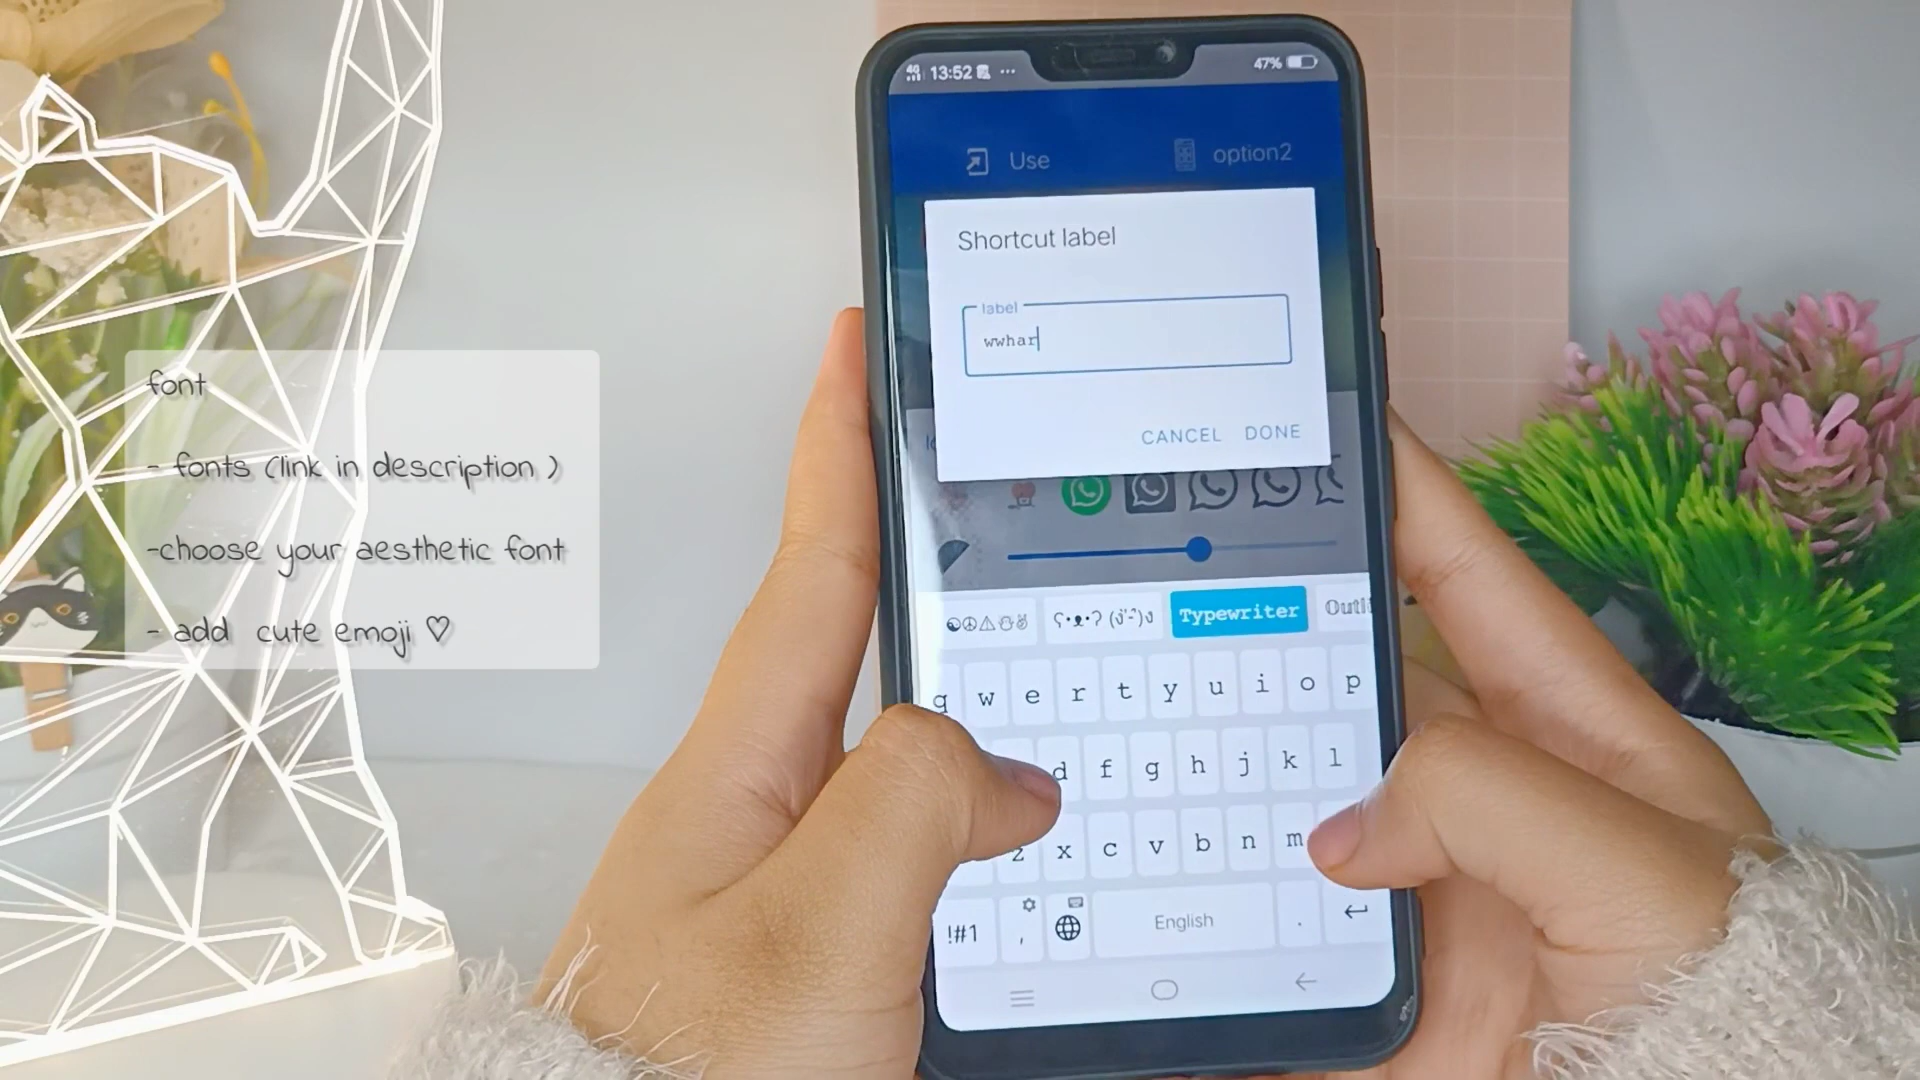 font
- fonts (link in description )
-choose your aesthetic font
- add cute emoji ♡
4G 13:52 ...
47%
Use
option2
Shortcut label
label
wwhar
CANCEL DONE
☯☮⚠☃✌ ʕ•ᴥ•ʔ Typewriter
q w e r t y u i o p
d f g h j k l
z x c v b n m
!#1 , English . ↵